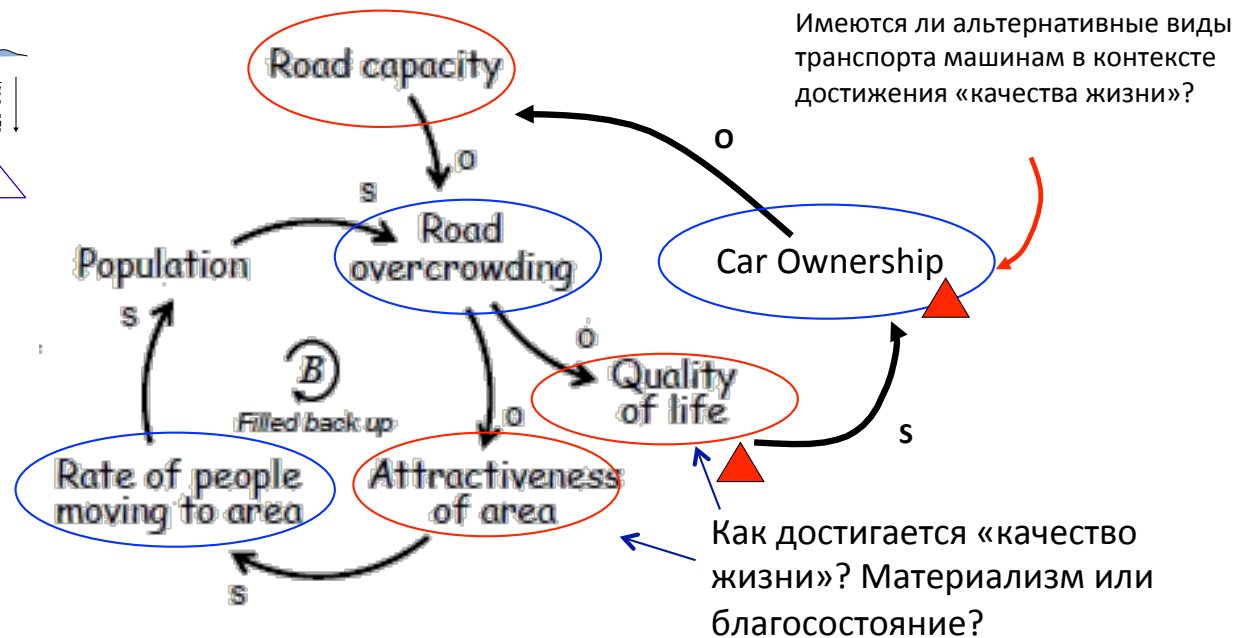 Имеются ли альтернативные виды
транспорта машинам в контексте
достижения «качества жизни»?
Road capacity
o
o
s
Road
overcrowding
Population
Car Ownership
s
o
B
Filled back up
Quality
of life
o
s
Rate of people
moving to area
Attractiveness
of area
s
Как достигается «качество
жизни»? Материализм или
благосостояние?